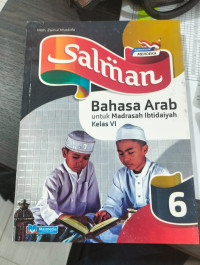 Salman
Bahasa Arab
untuk Madrasah Ibtidaiyah
Kelas VI
6